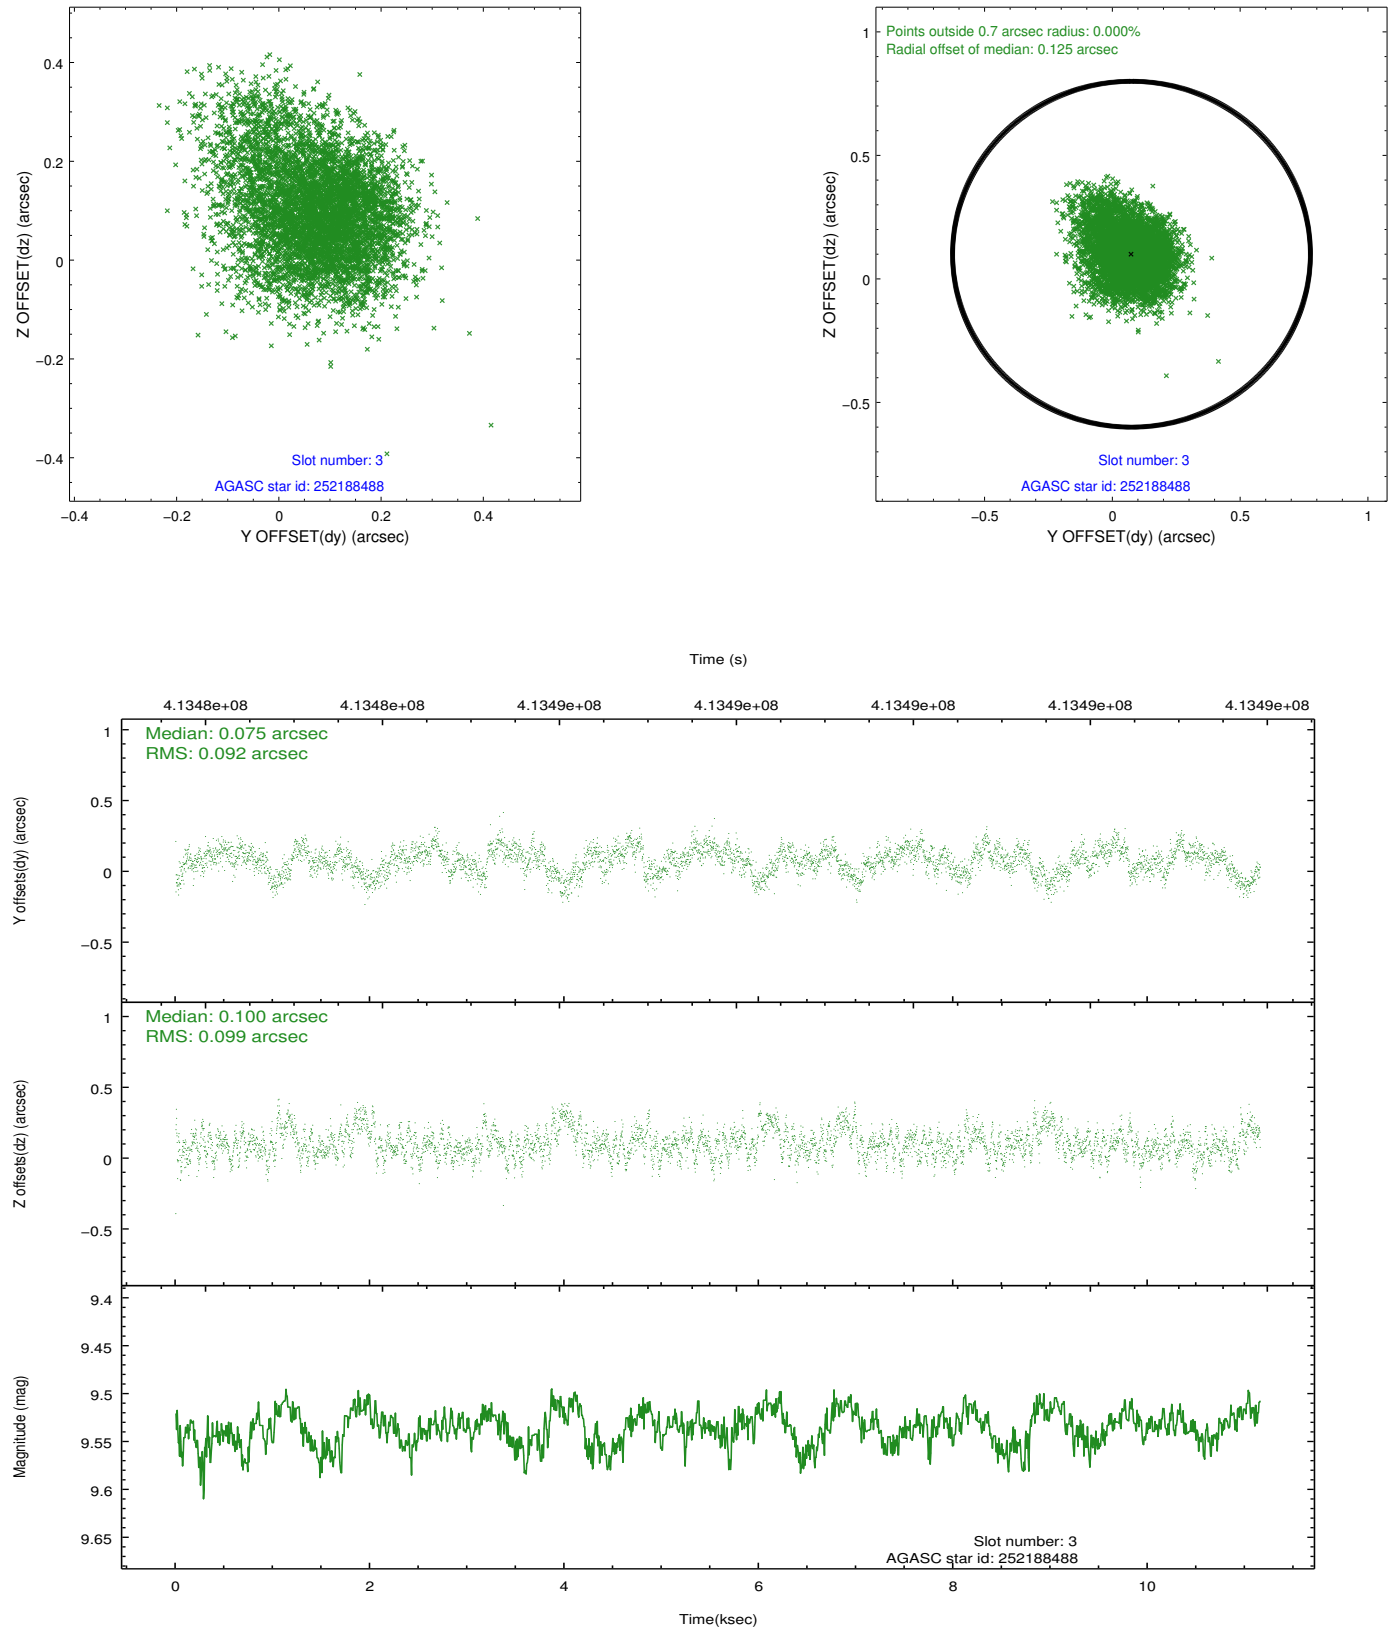 0.4
0.2
0
−0.2
−0.4
Z OFFSET(dz) (arcsec)
Slot number: 3
AGASC star id: 252188488
−0.4 −0.2 0 0.2 0.4
Y OFFSET(dy) (arcsec)
Points outside 0.7 arcsec radius: 0.000%
Radial offset of median: 0.125 arcsec
1
0.5
0
−0.5
Z OFFSET(dz) (arcsec)
Slot number: 3
AGASC star id: 252188488
−0.5 0 0.5 1
Y OFFSET(dy) (arcsec)
Time (s)
4.1348e+08 4.1348e+08 4.1349e+08 4.1349e+08 4.1349e+08 4.1349e+08 4.1349e+08
Median: 0.075 arcsec
RMS: 0.092 arcsec
1
0.5
0
−0.5
Y offsets(dy) (arcsec)
Median: 0.100 arcsec
RMS: 0.099 arcsec
1
0.5
0
−0.5
Z offsets(dz) (arcsec)
9.4
9.45
9.5
9.55
9.6
9.65
Magnitude (mag)
Slot number: 3
AGASC star id: 252188488
0 2 4 6 8 10
Time(ksec)